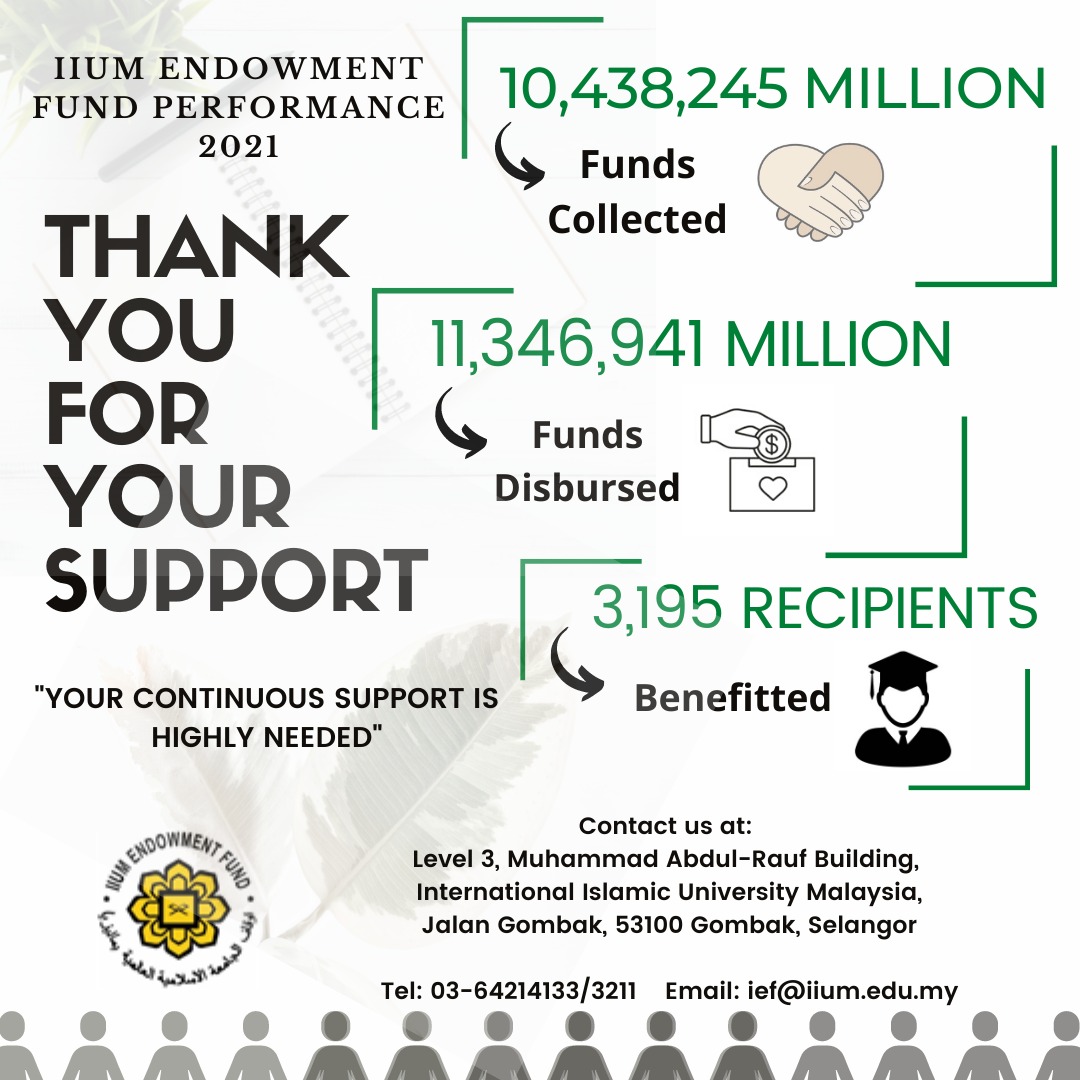 IIUM ENDOWMENT
FUND PERFORMANCE
2021
THANK
YOU
FOR
YOUR
SUPPORT
"YOUR CONTINUOUS SUPPORT IS
HIGHLY NEEDED"
10,438,245 MILLION
Funds
Collected
11,346,941 MILLION
Funds
Disbursed
$
3,195 RECIPIENTS
Benefitted
IIUM ENDOWMENT FUND
اوقاف الجامعة الاسلامية العالمية بماليزيا
Contact us at:
Level 3, Muhammad Abdul-Rauf Building,
International Islamic University Malaysia,
Jalan Gombak, 53100 Gombak, Selangor
Tel: 03-64214133/3211 Email: ief@iium.edu.my